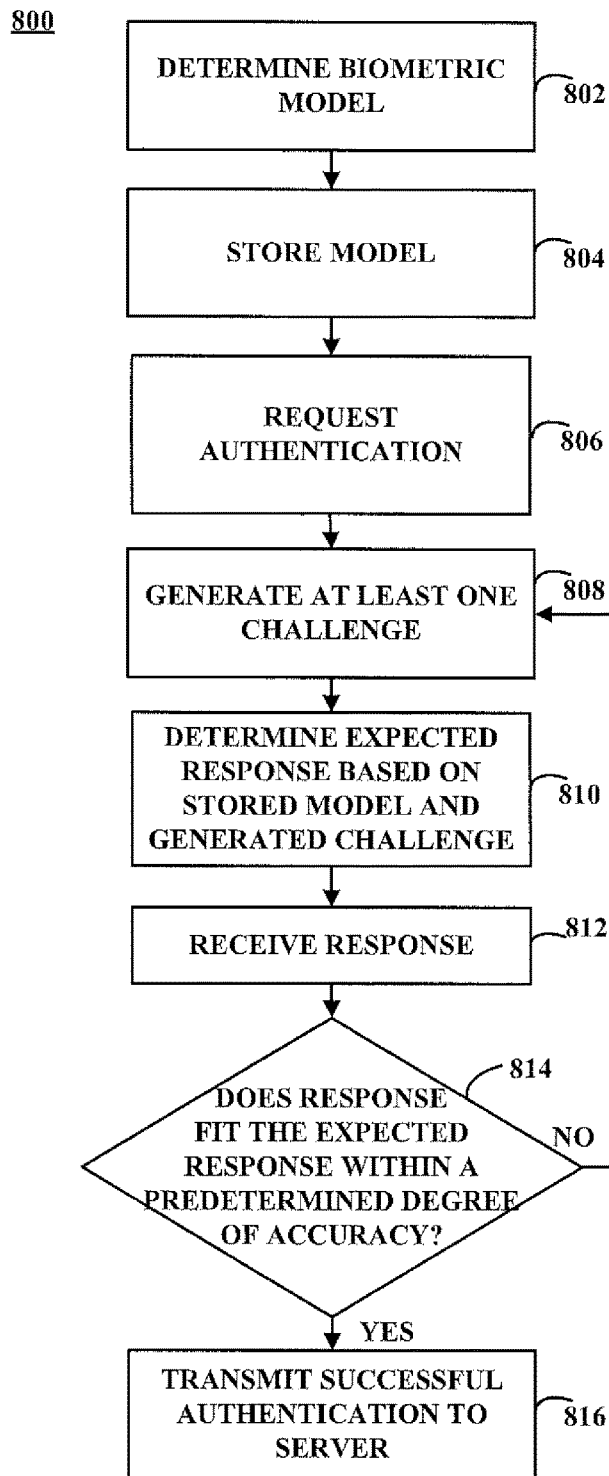 800
DETERMINE BIOMETRIC
MODEL
802
STORE MODEL
804
REQUEST
AUTHENTICATION
806
GENERATE AT LEAST ONE
CHALLENGE
808
DETERMINE EXPECTED
RESPONSE BASED ON
STORED MODEL AND
GENERATED CHALLENGE
810
RECEIVE RESPONSE
812
814
DOES RESPONSE
FIT THE EXPECTED
RESPONSE WITHIN A
PREDETERMINED DEGREE
OF ACCURACY?
NO
YES
TRANSMIT SUCCESSFUL
AUTHENTICATION TO
SERVER
816